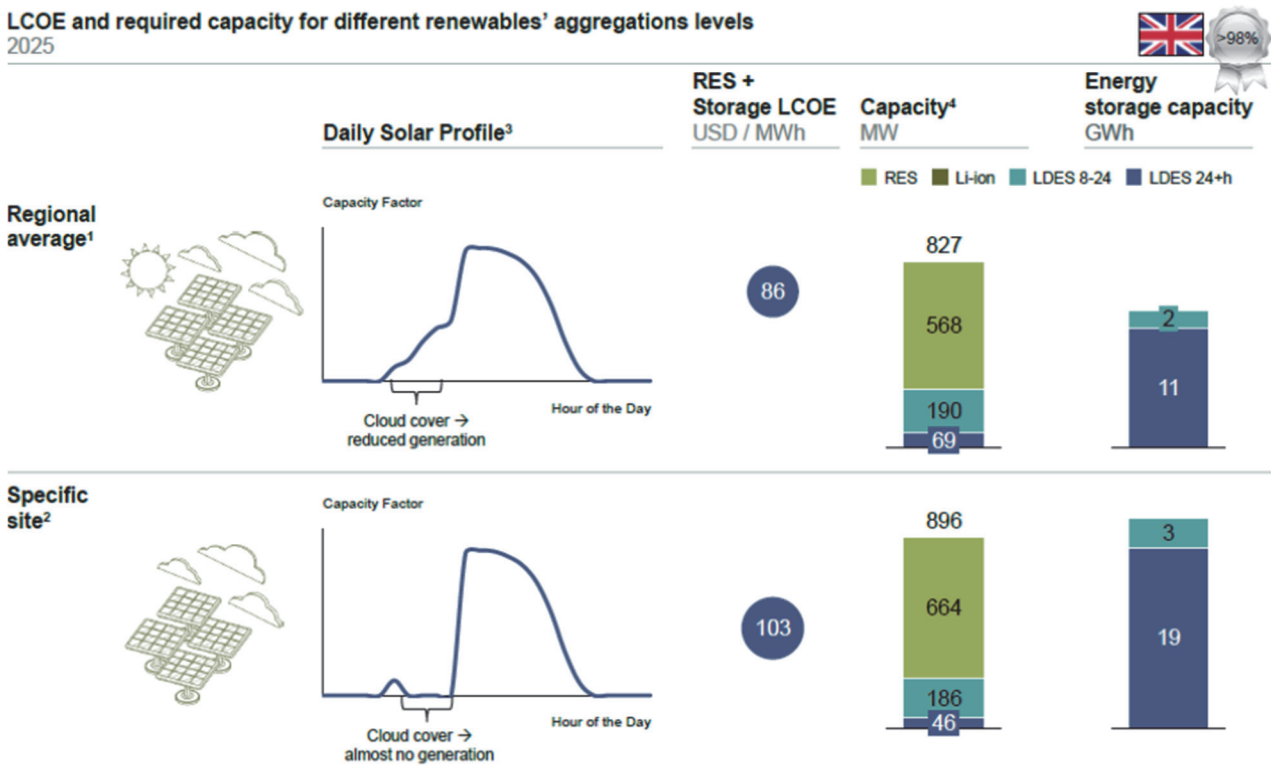 LCOE and required capacity for different renewables' aggregations levels
2025
>98%
Daily Solar Profile³
RES +
Storage LCOE
USD / MWh
Capacity⁴
MW
Energy
storage capacity
GWh
RES
Li-ion
LDES 8-24
LDES 24+h
Regional
average¹
Capacity Factor
Cloud cover →
reduced generation
Hour of the Day
86
827
568
190
69
2
11
Specific
site²
Capacity Factor
Cloud cover →
almost no generation
Hour of the Day
103
896
664
186
46
3
19